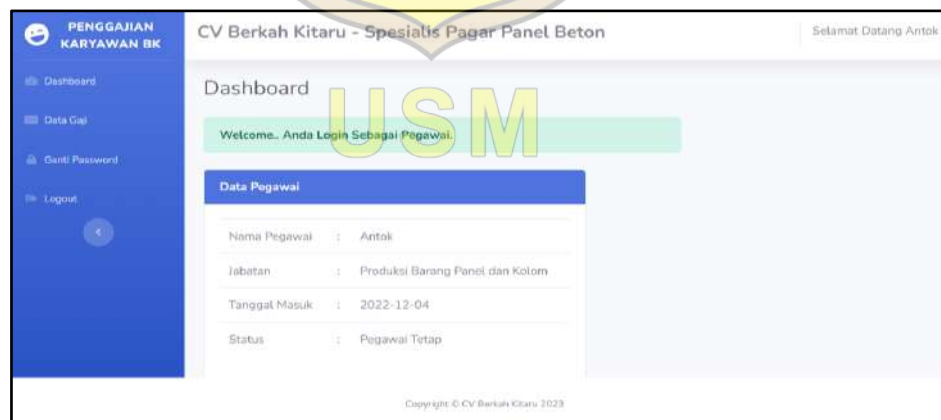 PENGGAJIAN
KARYAWAN BK
CV Berkah Kitaru - Spesialis Pagar Panel Beton
Selamat Datang Antok
Dashboard
Data Gaji
Ganti Password
Logout
Dashboard
Welcome.. Anda Login Sebagai Pegawai.
USM
Data Pegawai
Nama Pegawai : Antok
Jabatan : Produksi Barang Panel dan Kolom
Tanggal Masuk : 2022-12-04
Status : Pegawai Tetap
Copyright © CV Berkah Kitaru 2023